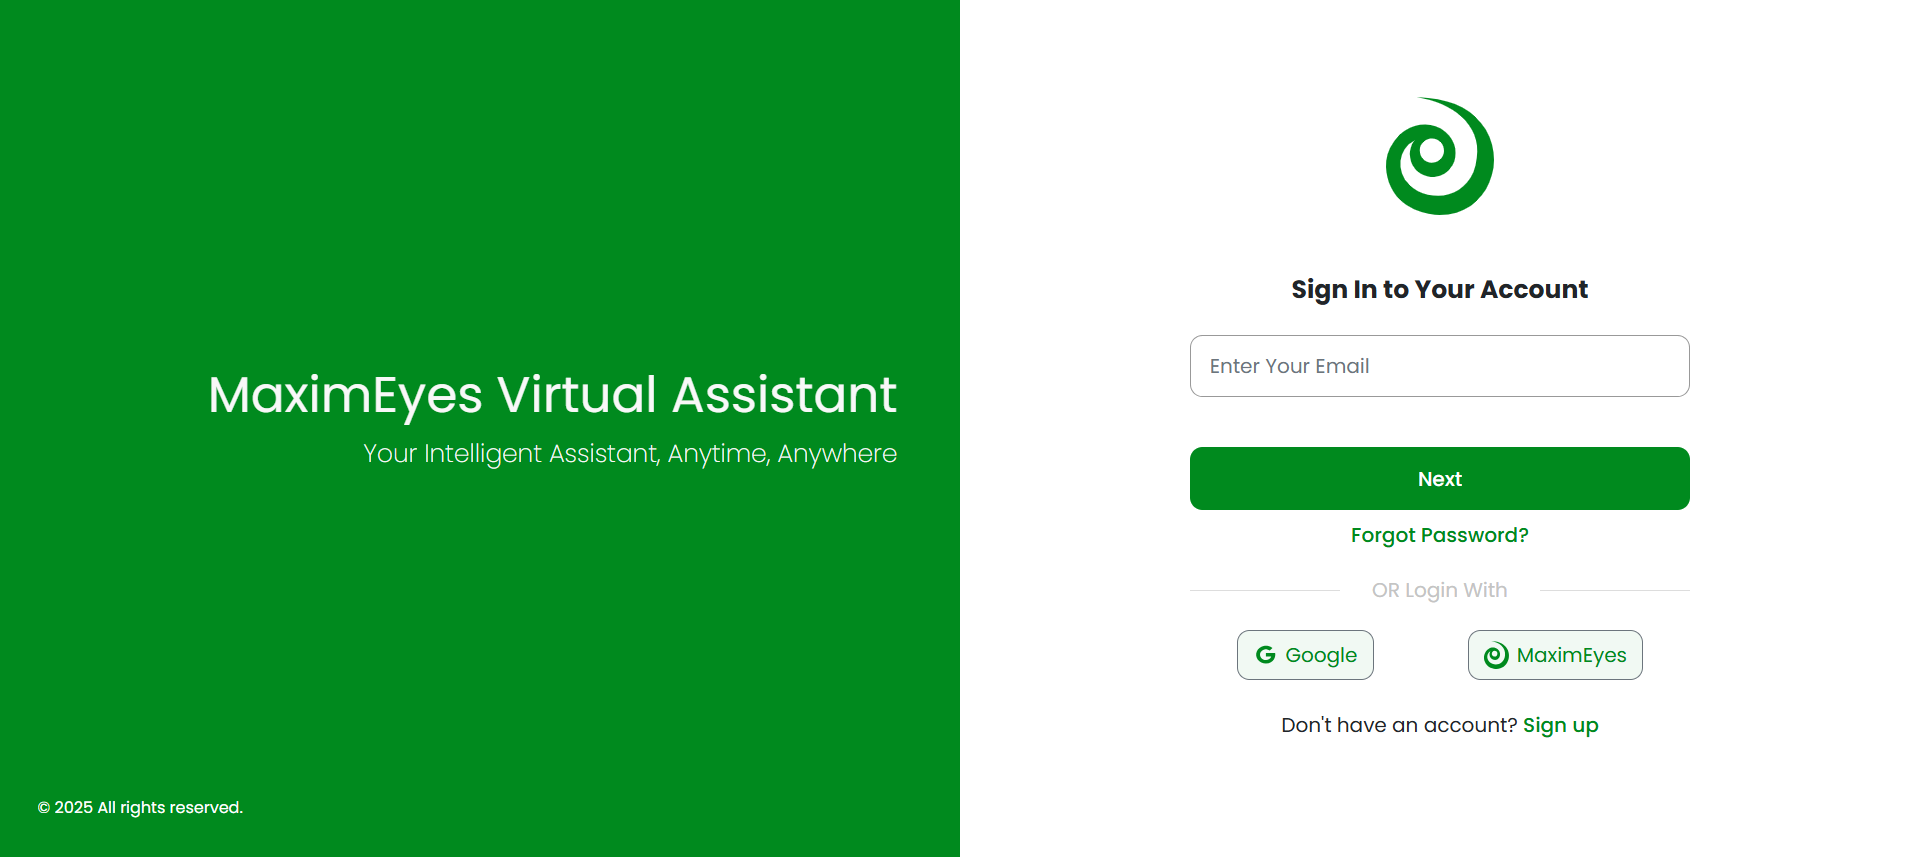 MaximEyes Virtual Assistant
Your Intelligent Assistant, Anytime, Anywhere
© 2025 All rights reserved.
Sign In to Your Account
Enter Your Email
Next
Forgot Password?
OR Login With
Google
MaximEyes
Don't have an account? Sign up